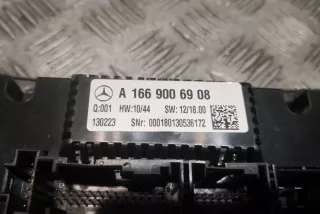 A 166 900 69 08
Q:001 HW:10/44 SW:12/18.00
130223 SNr: 000180130536172